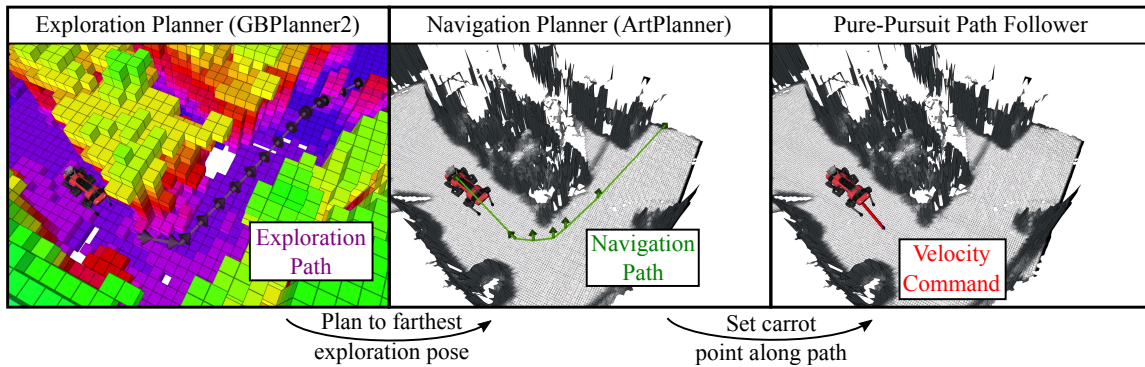 Exploration Planner (GBPlanner2)
Navigation Planner (ArtPlanner)
Pure-Pursuit Path Follower
Exploration
Path
Navigation
Path
Velocity
Command
Plan to farthest
exploration pose
Set carrot
point along path